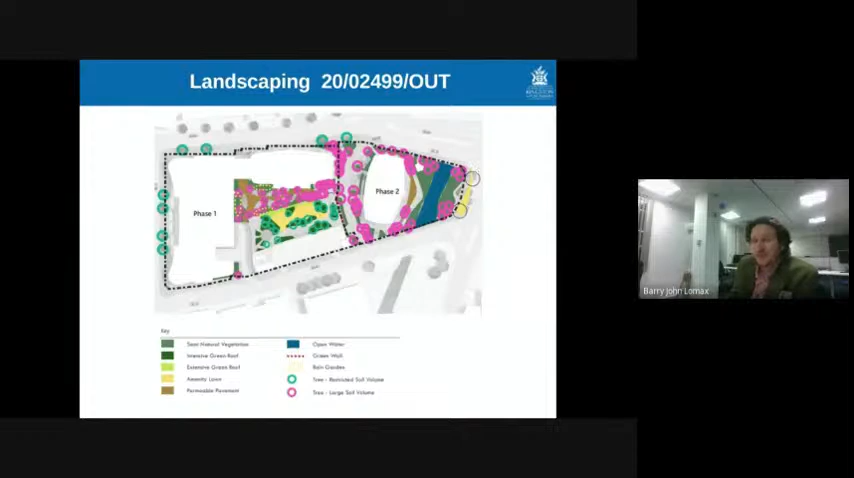 Landscaping 20/02499/OUT
Phase 1
Phase 2
Key
Semi Natural Vegetation
Intensive Green Roof
Extensive Green Roof
Amenity Lawn
Permeable Pavement
Open Water
Green Wall
Rain Garden
Tree - Restricted Soil Volume
Tree - Large Soil Volume
Barry John Lomax